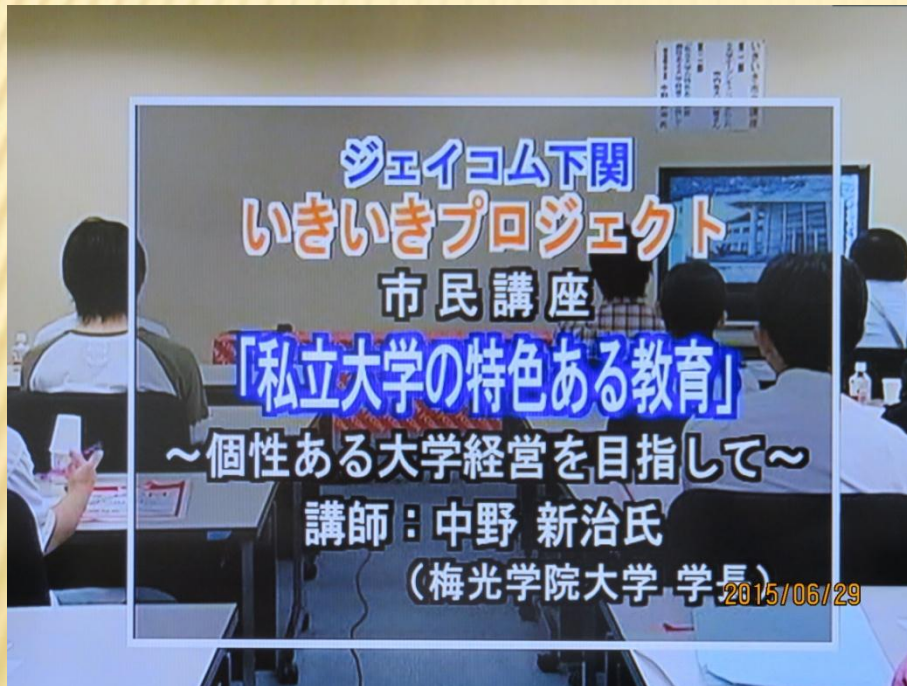 ジェイコム下関
いきいきプロジェクト
市民講座
「私立大学の特色ある教育」
～個性ある大学経営を目指して～
講師：中野 新治氏
（梅光学院大学 学長）
2015/06/29